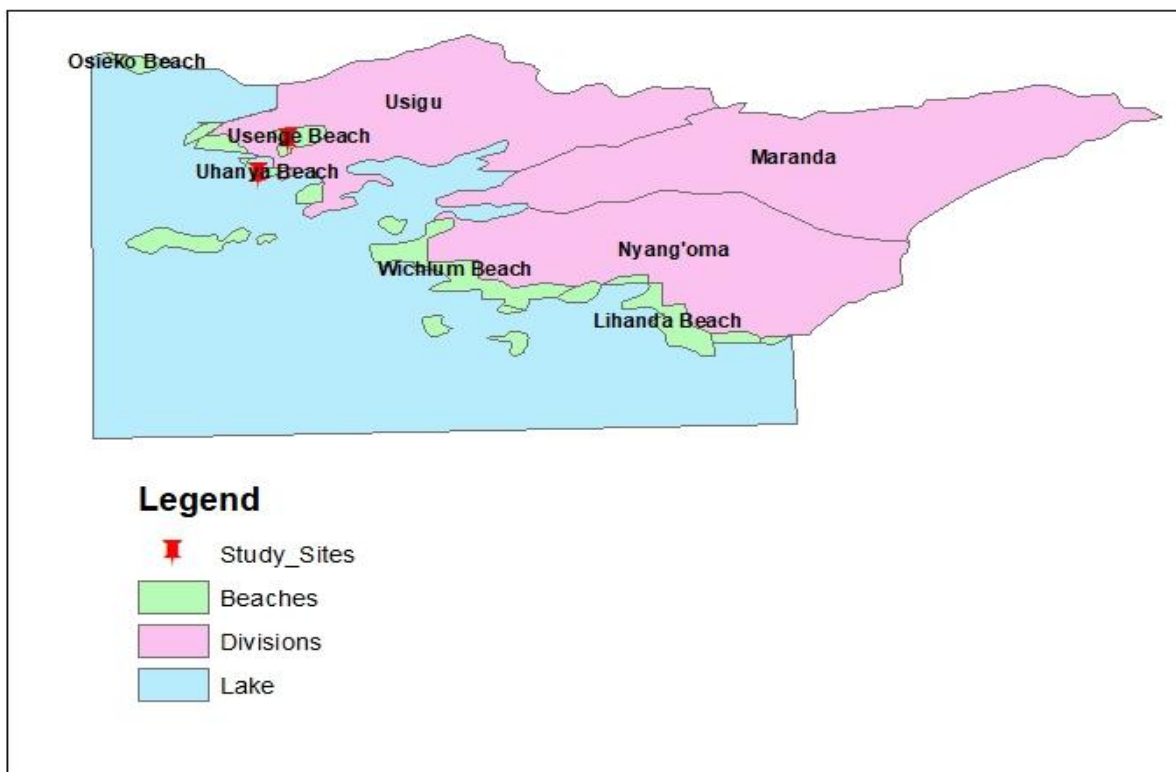 Osieko Beach
Usigu
Usenge Beach
Maranda
Uhanya Beach
Nyang'oma
Wichlum Beach
Lihanda Beach
Legend
Study_Sites
Beaches
Divisions
Lake